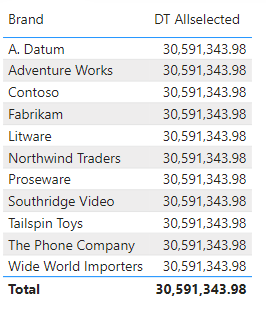 Brand DT Allselected
A. Datum 30,591,343.98
Adventure Works 30,591,343.98
Contoso 30,591,343.98
Fabrikam 30,591,343.98
Litware 30,591,343.98
Northwind Traders 30,591,343.98
Proseware 30,591,343.98
Southridge Video 30,591,343.98
Tailspin Toys 30,591,343.98
The Phone Company 30,591,343.98
Wide World Importers 30,591,343.98
Total 30,591,343.98